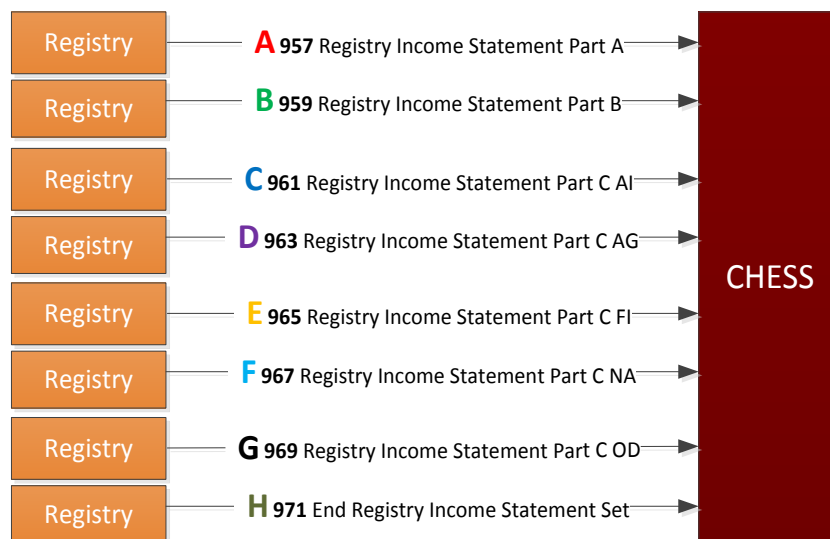 Registry A 957 Registry Income Statement Part A
Registry B 959 Registry Income Statement Part B
Registry C 961 Registry Income Statement Part C AI
Registry D 963 Registry Income Statement Part C AG
CHESS
Registry E 965 Registry Income Statement Part C FI
Registry F 967 Registry Income Statement Part C NA
Registry G 969 Registry Income Statement Part C OD
Registry H 971 End Registry Income Statement Set